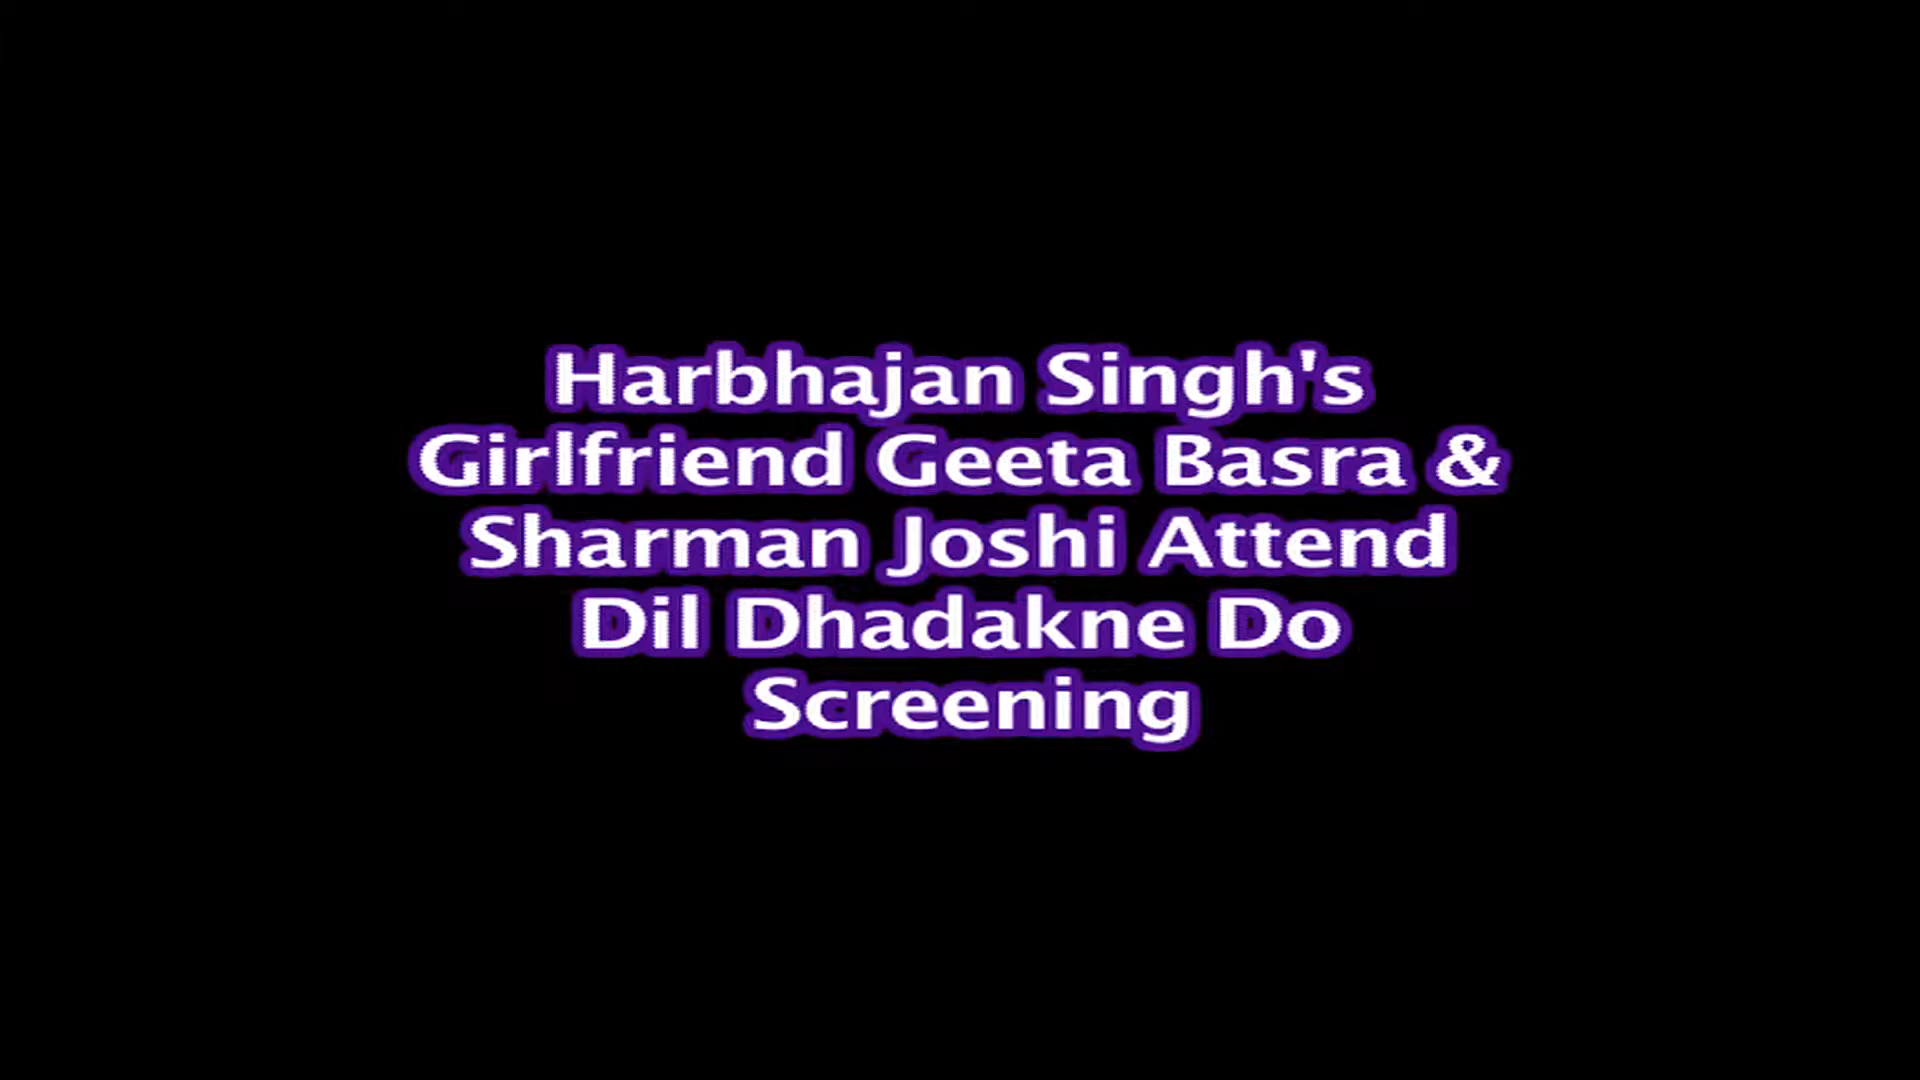 Harbhajan Singh's
Girlfriend Geeta Basra &
Sharman Joshi Attend
Dil Dhadakne Do
Screening